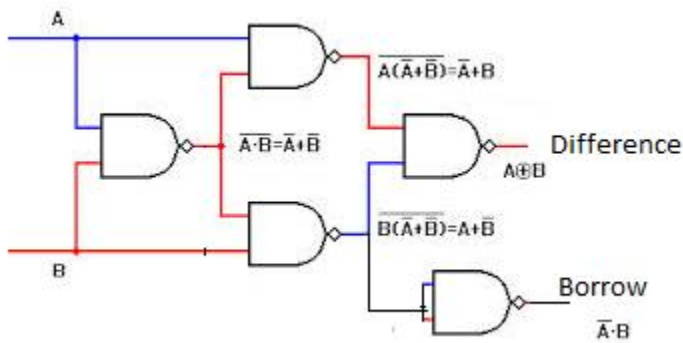 A
A̅(A̅+B̅)=A̅+B
A̅·̅B̅=A̅+B̅
Difference
A⊕B
B̅(̅A̅+B̅)=A+B̅
B
Borrow
A̅·B